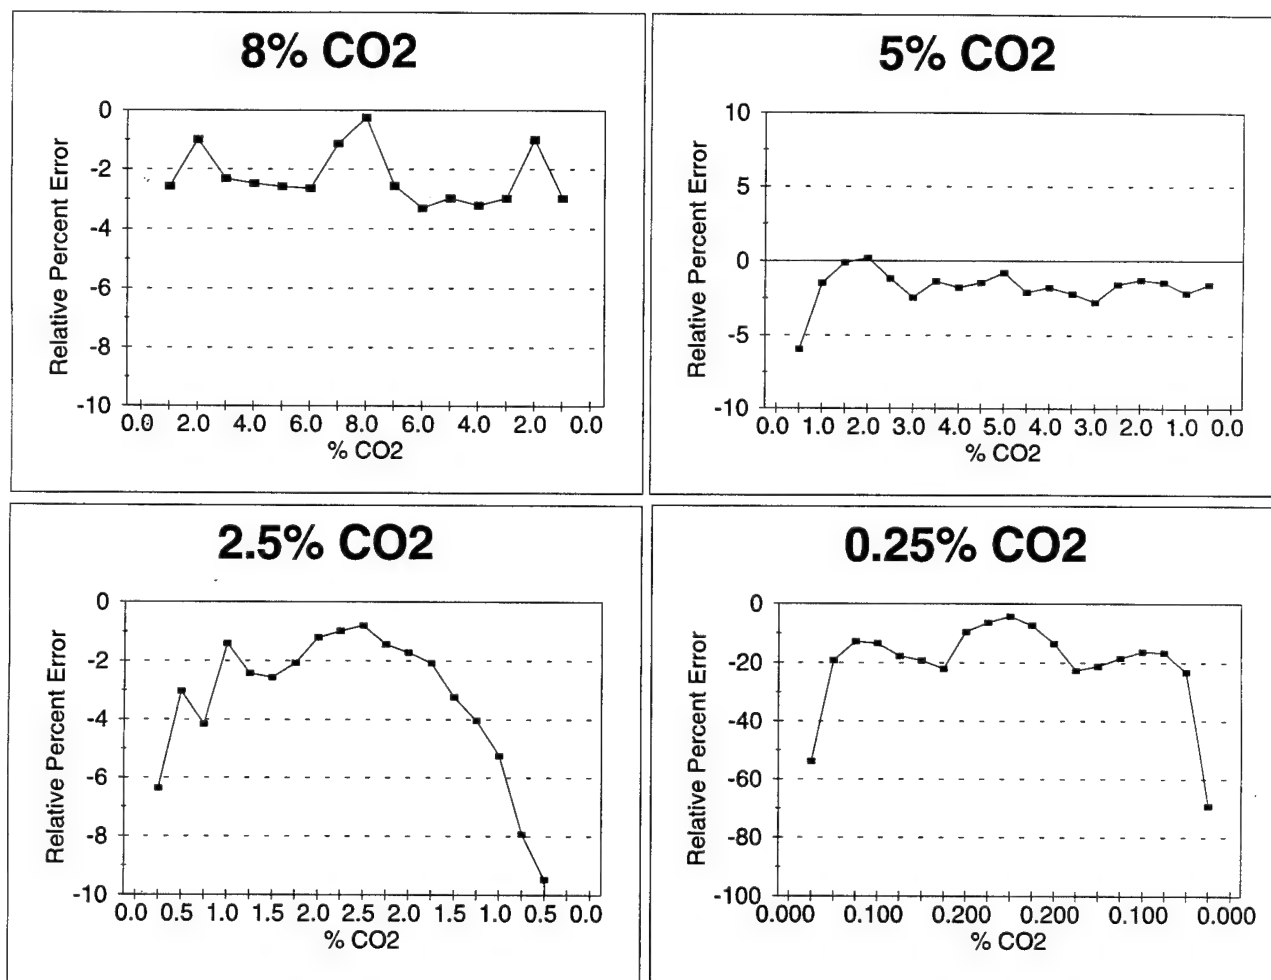 8% CO2
Relative Percent Error
0
-2
-4
-6
-8
-10
0.0 2.0 4.0 6.0 8.0 6.0 4.0 2.0 0.0
% CO2
5% CO2
Relative Percent Error
10
5
0
-5
-10
0.0 1.0 2.0 3.0 4.0 5.0 4.0 3.0 2.0 1.0 0.0
% CO2
2.5% CO2
Relative Percent Error
0
-2
-4
-6
-8
-10
0.0 0.5 1.0 1.5 2.0 2.5 2.0 1.5 1.0 0.5 0.0
% CO2
0.25% CO2
Relative Percent Error
0
-20
-40
-60
-80
-100
0.000 0.100 0.200 0.200 0.100 0.000
% CO2